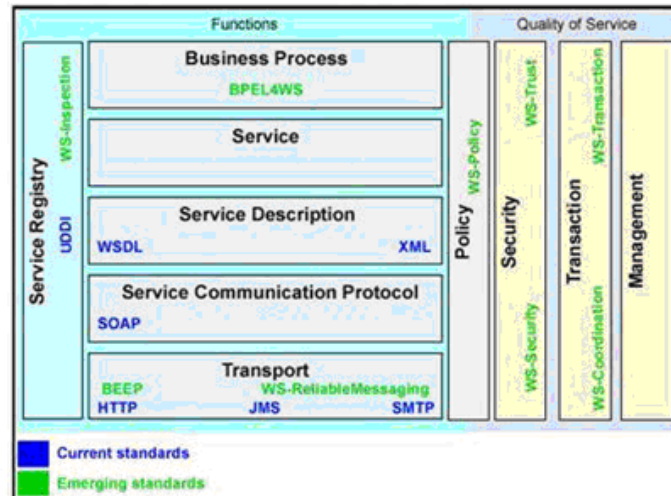 Functions
Quality of Service
Service Registry
UDDI
WS-Inspection
Business Process
BPEL4WS
Service
Service Description
WSDL XML
Service Communication Protocol
SOAP
Transport
BEEP WS-ReliableMessaging
HTTP JMS SMTP
Policy
WS-Policy
Security
WS-Security WS-Trust
Transaction
WS-Coordination WS-Transaction
Management
Current standards
Emerging standards